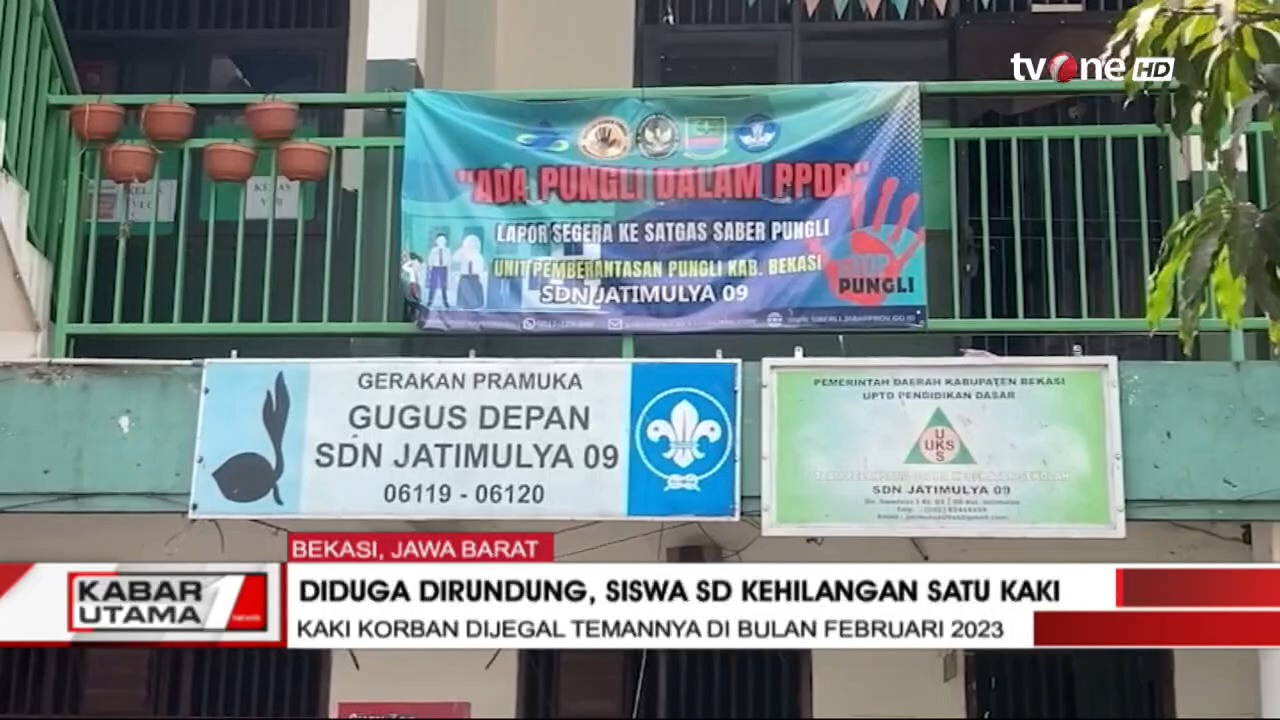 tvOne HD
"ADA PUNGLI DALAM PPDB"
LAPOR SEGERA KE SATGAS SABER PUNGLI
UNIT PEMBERANTASAN PUNGLI KAB. BEKASI
SDN JATIMULYA 09
STOP
PUNGLI
KELAS
GERAKAN PRAMUKA
GUGUS DEPAN
SDN JATIMULYA 09
06119 - 06120
PEMERINTAH DAERAH KABUPATEN BEKASI
UPTD PENDIDIKAN DASAR
U
UKS
S
SDN JATIMULYA 09
BEKASI, JAWA BARAT
KABAR
UTAMA 1
NEWS
DIDUGA DIRUNDUNG, SISWA SD KEHILANGAN SATU KAKI
KAKI KORBAN DIJEGAL TEMANNYA DI BULAN FEBRUARI 2023